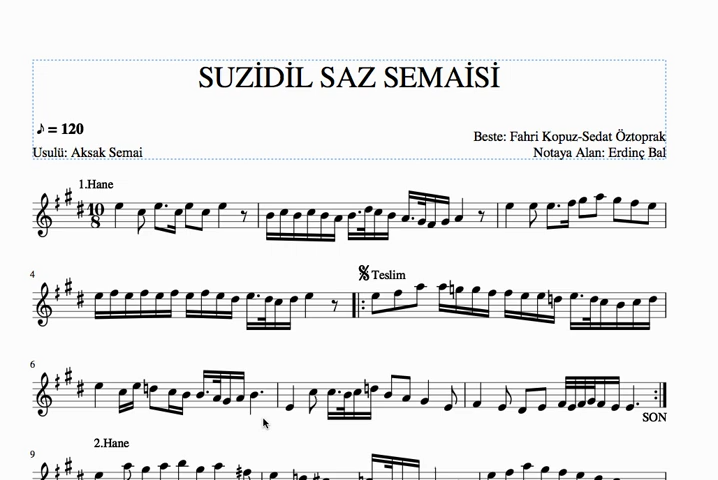 SUZİDİL SAZ SEMAİSİ
♪ = 120
Beste: Fahri Kopuz-Sedat Öztoprak
Usulü: Aksak Semai
Notaya Alan: Erdinç Bal
1.Hane
10
8
4
Teslim
6
SON
2.Hane
9